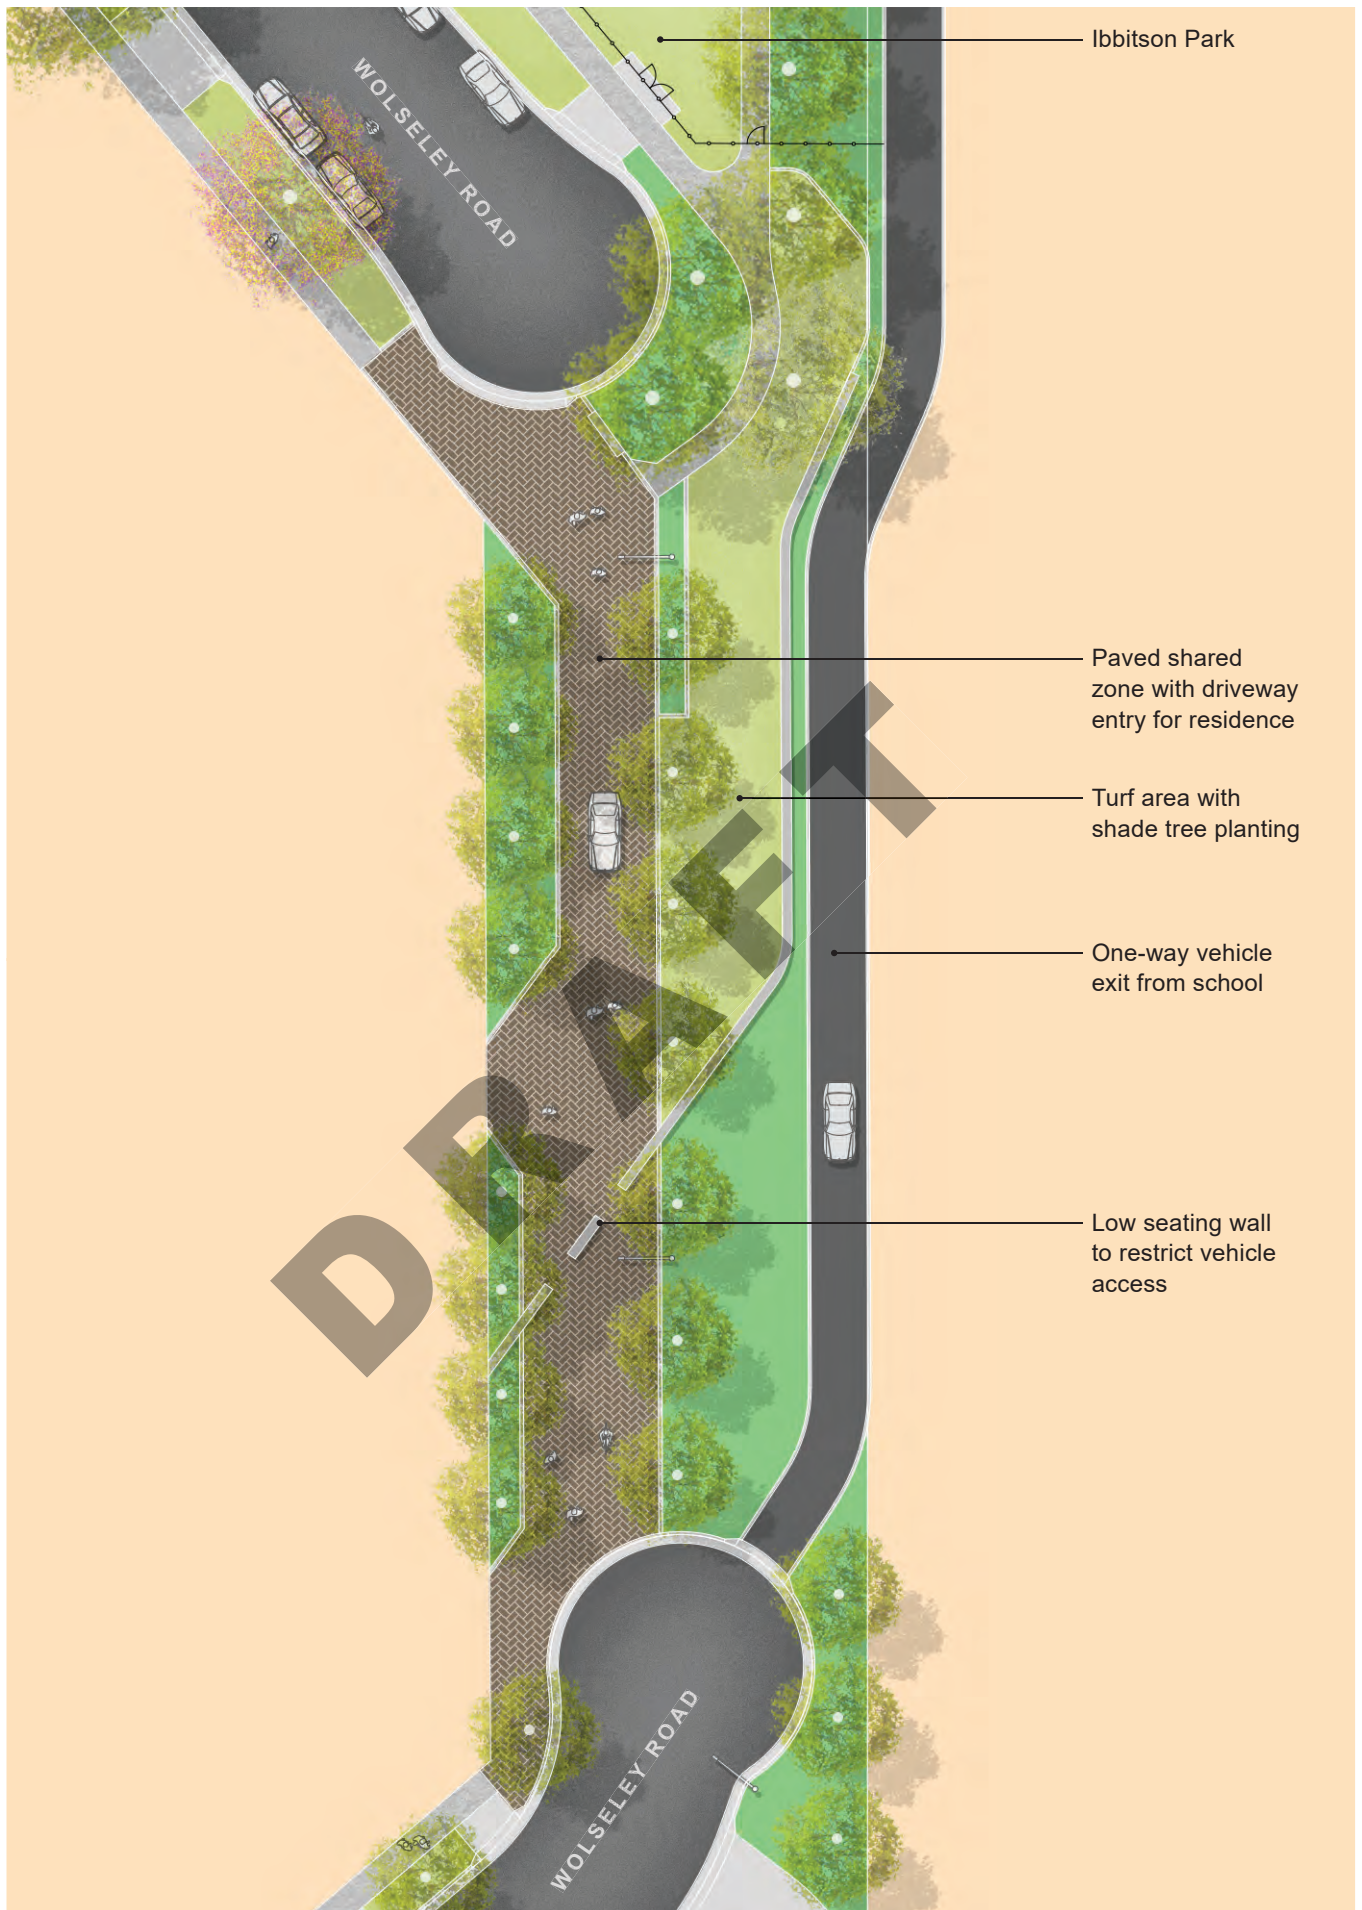 WOLSELEY ROAD
Ibbitson Park
Paved shared
zone with driveway
entry for residence
Turf area with
shade tree planting
One-way vehicle
exit from school
DRAFT
Low seating wall
to restrict vehicle
access
WOLSELEY ROAD